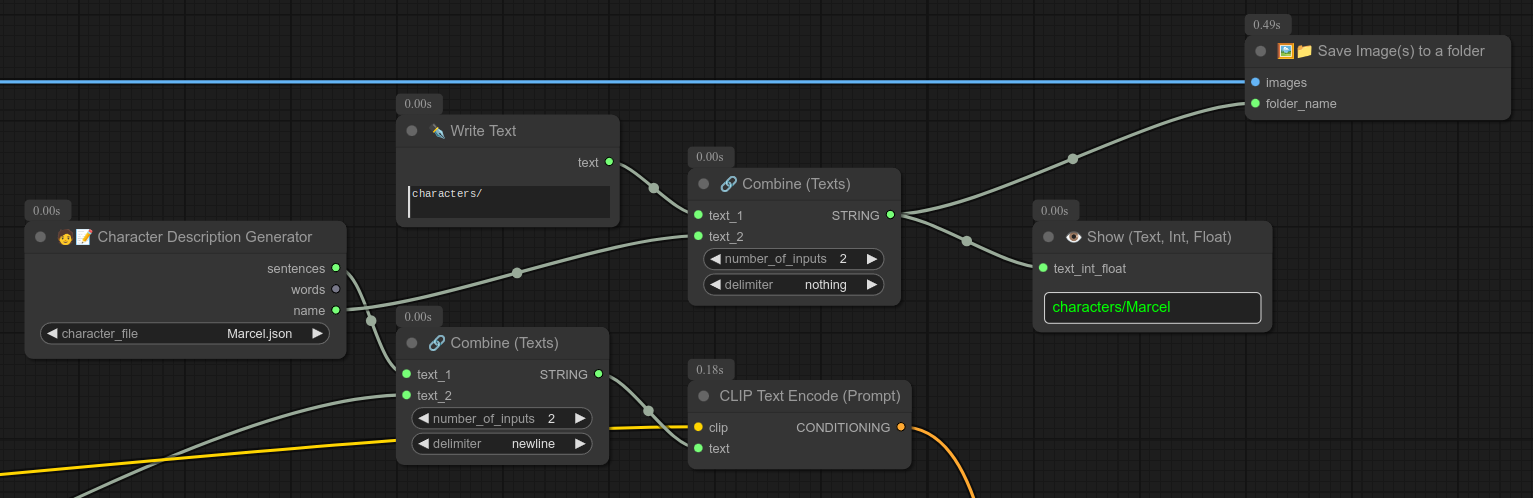 0.49s
🖼️📁 Save Image(s) to a folder
images
folder_name
0.00s
✒️ Write Text
text
characters/
0.00s
🔗 Combine (Texts)
text_1 STRING
text_2
number_of_inputs 2
delimiter nothing
0.00s
👁️ Show (Text, Int, Float)
text_int_float
characters/Marcel
0.00s
🧑📝 Character Description Generator
sentences
words
name
character_file Marcel.json
0.00s
🔗 Combine (Texts)
text_1 STRING
text_2
number_of_inputs 2
delimiter newline
0.18s
CLIP Text Encode (Prompt)
clip CONDITIONING
text